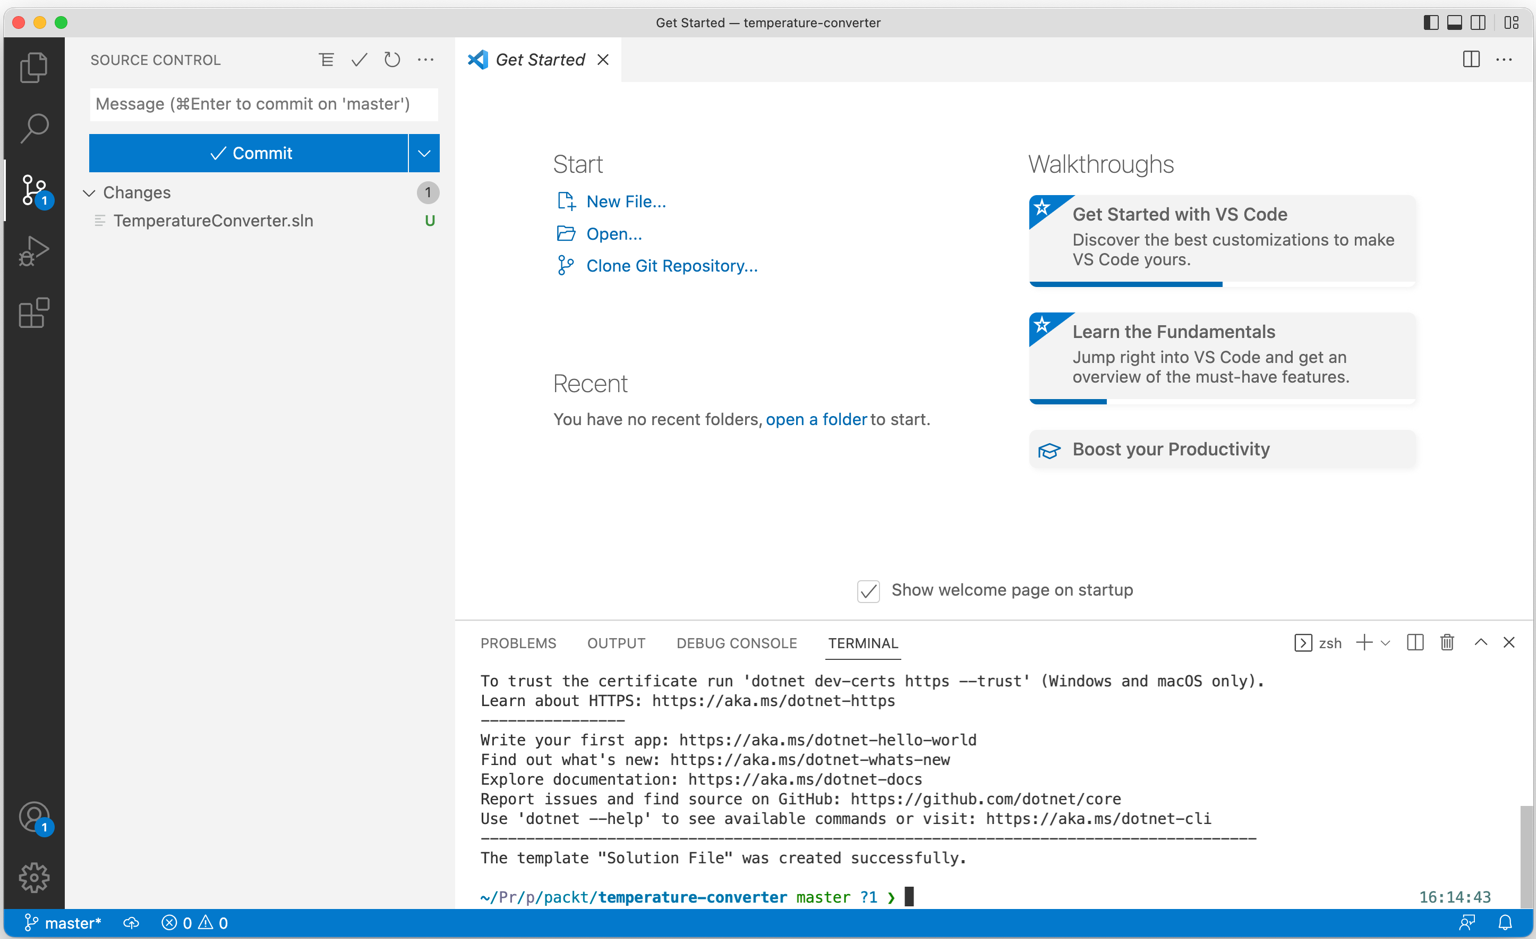 Get Started — temperature-converter
SOURCE CONTROL
Message (⌘Enter to commit on 'master')
Commit
Changes
1
TemperatureConverter.sln
U
1
1
Get Started
Start
New File...
Open...
Clone Git Repository...
Recent
You have no recent folders, open a folder to start.
Walkthroughs
Get Started with VS Code
Discover the best customizations to make
VS Code yours.
Learn the Fundamentals
Jump right into VS Code and get an
overview of the must-have features.
Boost your Productivity
Show welcome page on startup
PROBLEMS OUTPUT DEBUG CONSOLE TERMINAL
zsh
To trust the certificate run 'dotnet dev-certs https --trust' (Windows and macOS only).
Learn about HTTPS: https://aka.ms/dotnet-https
----------------
Write your first app: https://aka.ms/dotnet-hello-world
Find out what's new: https://aka.ms/dotnet-whats-new
Explore documentation: https://aka.ms/dotnet-docs
Report issues and find source on GitHub: https://github.com/dotnet/core
Use 'dotnet --help' to see available commands or visit: https://aka.ms/dotnet-cli
--------------------------------------------------------------------------------------
The template "Solution File" was created successfully.
~/Pr/p/packt/temperature-converter master ?1 ❯
16:14:43
master* 0 0